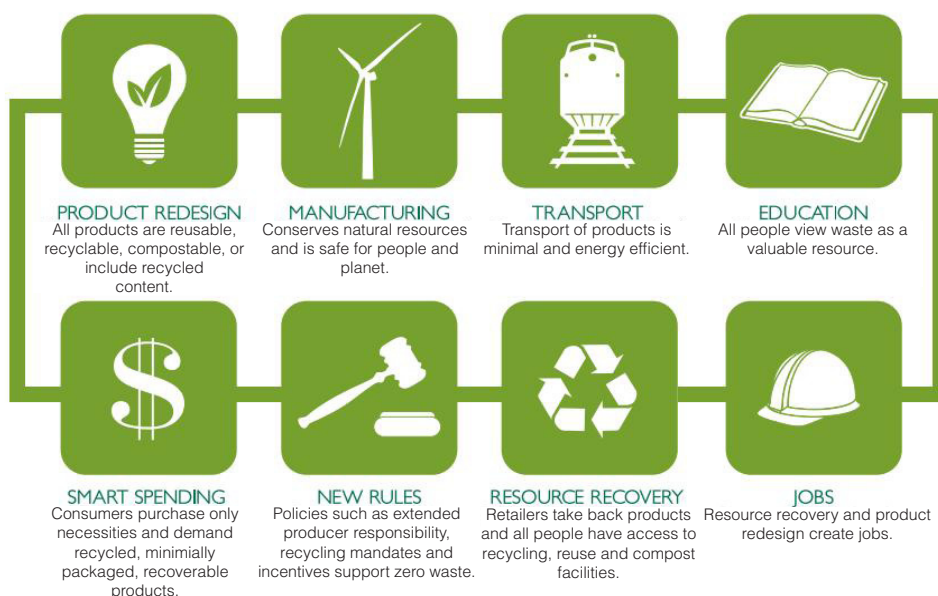 PRODUCT REDESIGN
All products are reusable,
recyclable, compostable, or
include recycled
content.
MANUFACTURING
Conserves natural resources
and is safe for people and
planet.
TRANSPORT
Transport of products is
minimal and energy efficient.
EDUCATION
All people view waste as a
valuable resource.
SMART SPENDING
Consumers purchase only
necessities and demand
recycled, minimially
packaged, recoverable
products.
NEW RULES
Policies such as extended
producer responsibility,
recycling mandates and
incentives support zero waste.
RESOURCE RECOVERY
Retailers take back products
and all people have access to
recycling, reuse and compost
facilities.
JOBS
Resource recovery and product
redesign create jobs.